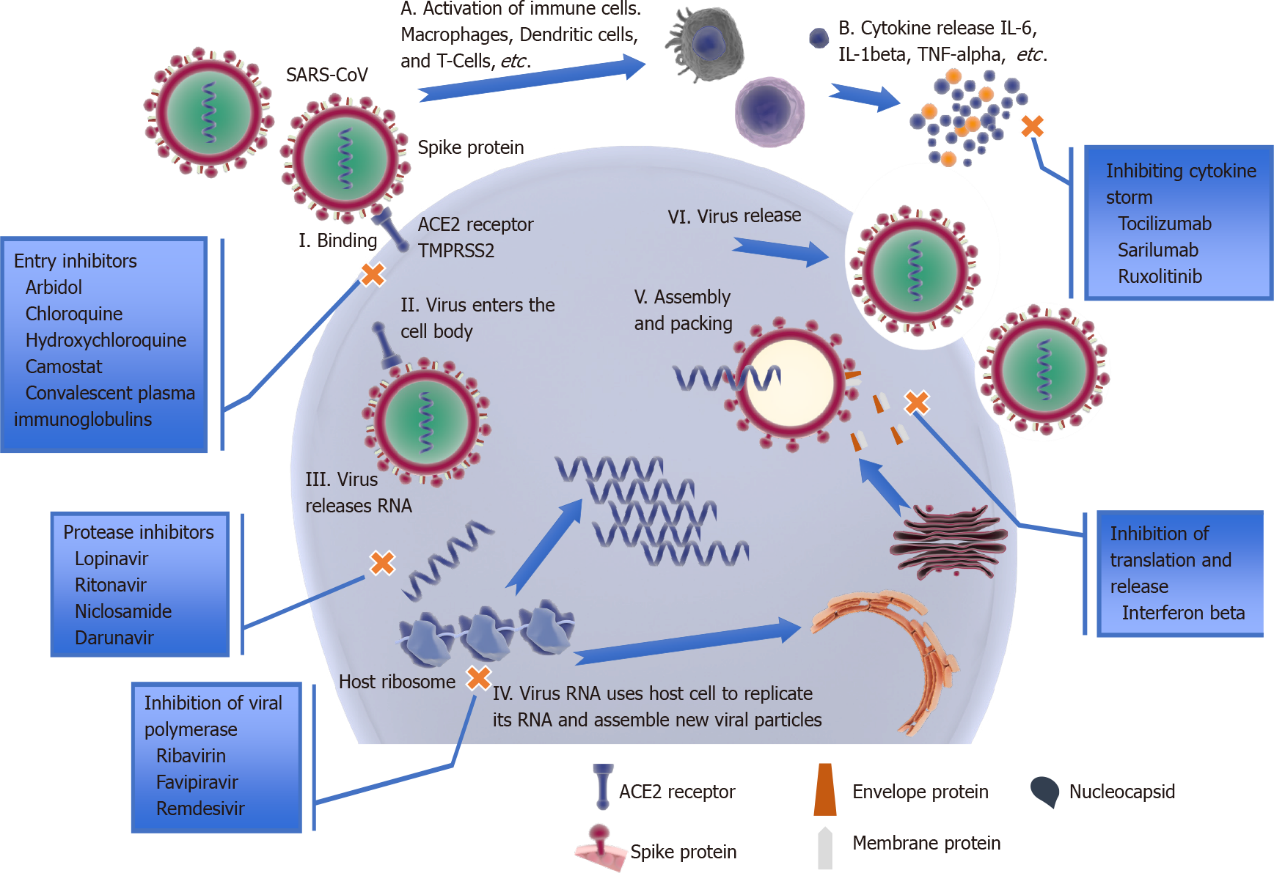 A. Activation of immune cells.
Macrophages, Dendritic cells,
and T-Cells, etc.
B. Cytokine release IL-6,
IL-1beta, TNF-alpha, etc.
SARS-CoV
Spike protein
Inhibiting cytokine
storm
Tocilizumab
Sarilumab
Ruxolitinib
ACE2 receptor
TMPRSS2
I. Binding
VI. Virus release
Entry inhibitors
Arbidol
Chloroquine
Hydroxychloroquine
Camostat
Convalescent plasma
immunoglobulins
II. Virus enters the
cell body
V. Assembly
and packing
III. Virus
releases RNA
Protease inhibitors
Lopinavir
Ritonavir
Niclosamide
Darunavir
Inhibition of
translation and
release
Interferon beta
Host ribosome
IV. Virus RNA uses host cell to replicate
its RNA and assemble new viral particles
Inhibition of viral
polymerase
Ribavirin
Favipiravir
Remdesivir
ACE2 receptor
Envelope protein
Nucleocapsid
Spike protein
Membrane protein